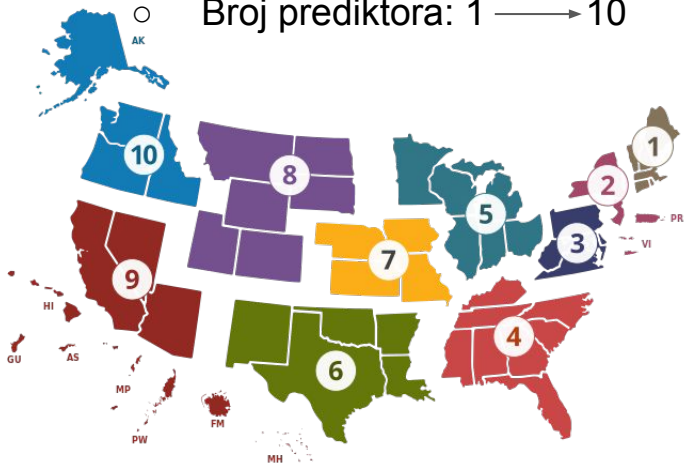 ○ Broj prediktora: 1 → 10
AK
1
10
8
2
5
PR
7
3
VI
9
HI
4
GU
AS
6
MP
FM
PW
MH